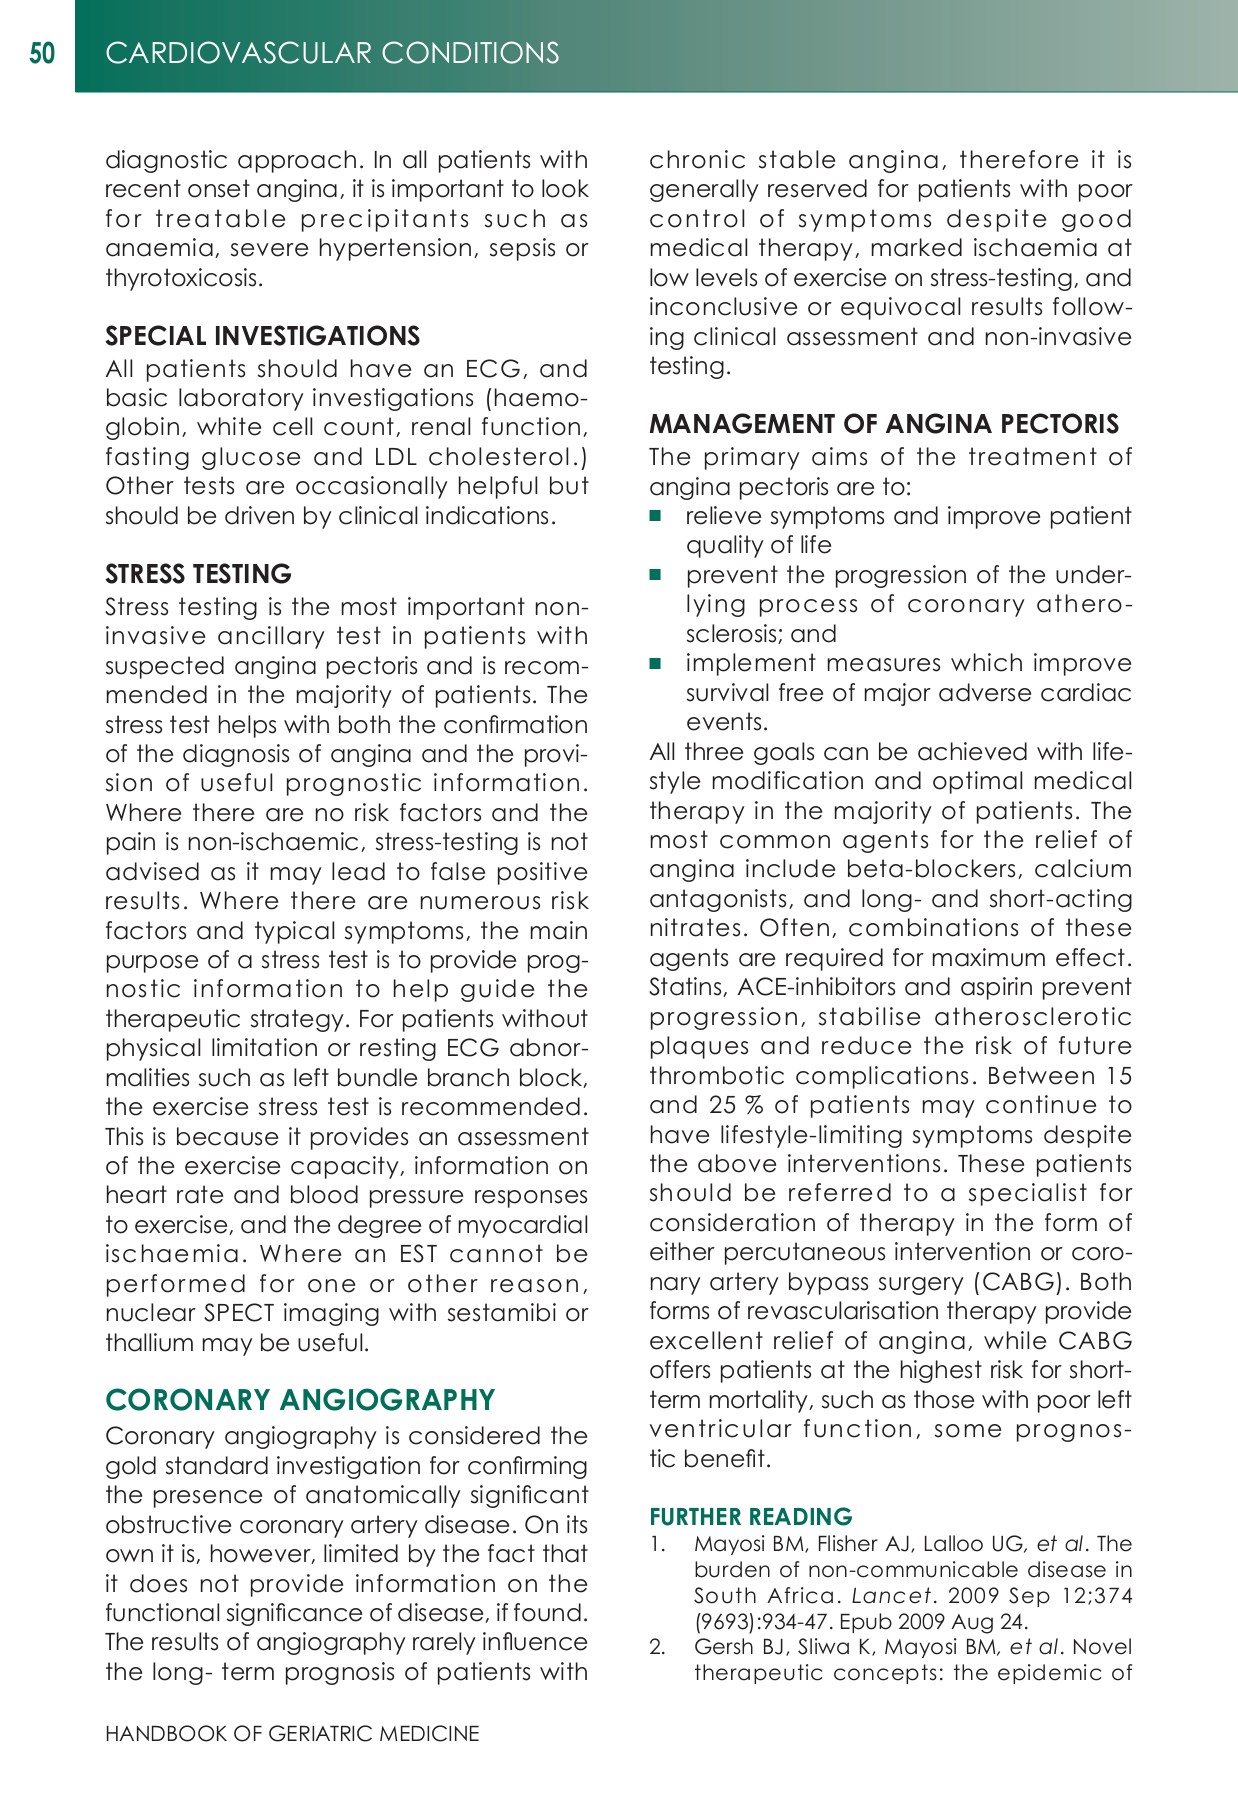 50
CARDIOVASCULAR CONDITIONS
diagnostic approach. In all patients with
recent onset angina, it is important to look
for treatable precipitants such as
anaemia, severe hypertension, sepsis or
thyrotoxicosis.
SPECIAL INVESTIGATIONS
All patients should have an ECG, and
basic laboratory investigations (haemo-
globin, white cell count, renal function,
fasting glucose and LDL cholesterol.)
Other tests are occasionally helpful but
should be driven by clinical indications.
STRESS TESTING
Stress testing is the most important non-
invasive ancillary test in patients with
suspected angina pectoris and is recom-
mended in the majority of patients. The
stress test helps with both the confirmation
of the diagnosis of angina and the provi-
sion of useful prognostic information.
Where there are no risk factors and the
pain is non-ischaemic, stress-testing is not
advised as it may lead to false positive
results. Where there are numerous risk
factors and typical symptoms, the main
purpose of a stress test is to provide prog-
nostic information to help guide the
therapeutic strategy. For patients without
physical limitation or resting ECG abnor-
malities such as left bundle branch block,
the exercise stress test is recommended.
This is because it provides an assessment
of the exercise capacity, information on
heart rate and blood pressure responses
to exercise, and the degree of myocardial
ischaemia. Where an EST cannot be
performed for one or other reason,
nuclear SPECT imaging with sestamibi or
thallium may be useful.
CORONARY ANGIOGRAPHY
Coronary angiography is considered the
gold standard investigation for confirming
the presence of anatomically significant
obstructive coronary artery disease. On its
own it is, however, limited by the fact that
it does not provide information on the
functional significance of disease, if found.
The results of angiography rarely influence
the long- term prognosis of patients with
chronic stable angina, therefore it is
generally reserved for patients with poor
control of symptoms despite good
medical therapy, marked ischaemia at
low levels of exercise on stress-testing, and
inconclusive or equivocal results follow-
ing clinical assessment and non-invasive
testing.
MANAGEMENT OF ANGINA PECTORIS
The primary aims of the treatment of
angina pectoris are to:
■ relieve symptoms and improve patient
quality of life
■ prevent the progression of the under-
lying process of coronary athero-
sclerosis; and
■ implement measures which improve
survival free of major adverse cardiac
events.
All three goals can be achieved with life-
style modification and optimal medical
therapy in the majority of patients. The
most common agents for the relief of
angina include beta-blockers, calcium
antagonists, and long- and short-acting
nitrates. Often, combinations of these
agents are required for maximum effect.
Statins, ACE-inhibitors and aspirin prevent
progression, stabilise atherosclerotic
plaques and reduce the risk of future
thrombotic complications. Between 15
and 25 % of patients may continue to
have lifestyle-limiting symptoms despite
the above interventions. These patients
should be referred to a specialist for
consideration of therapy in the form of
either percutaneous intervention or coro-
nary artery bypass surgery (CABG). Both
forms of revascularisation therapy provide
excellent relief of angina, while CABG
offers patients at the highest risk for short-
term mortality, such as those with poor left
ventricular function, some prognos-
tic benefit.
FURTHER READING
1. Mayosi BM, Flisher AJ, Lalloo UG, et al. The
burden of non-communicable disease in
South Africa. Lancet. 2009 Sep 12;374
(9693):934-47. Epub 2009 Aug 24.
2. Gersh BJ, Sliwa K, Mayosi BM, et al. Novel
therapeutic concepts: the epidemic of
HANDBOOK OF GERIATRIC MEDICINE